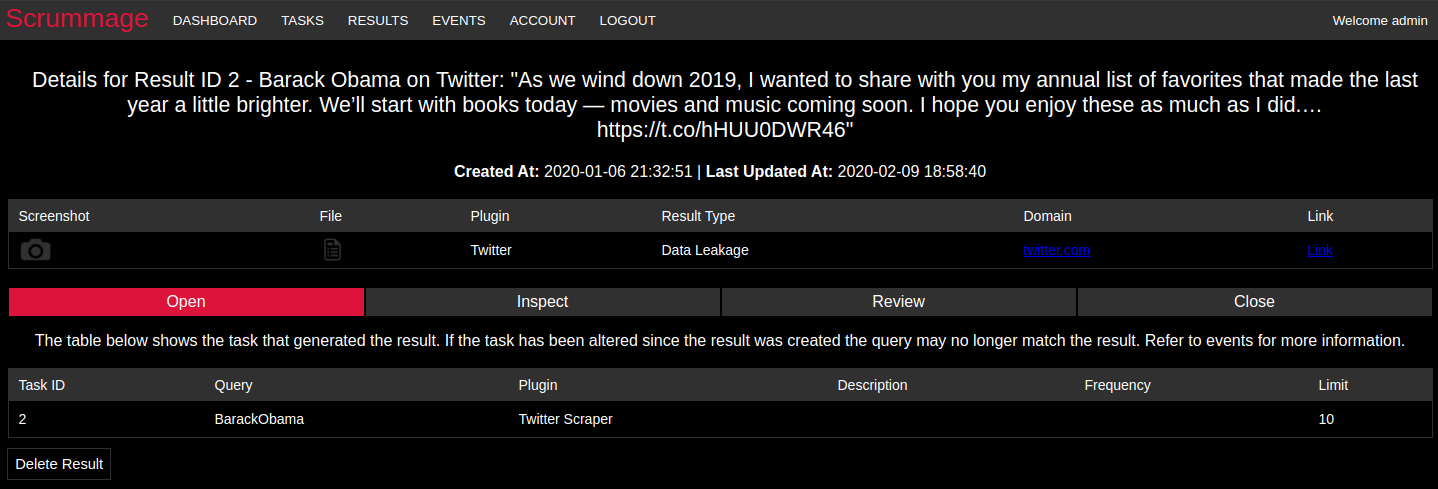 Scrummage DASHBOARD TASKS RESULTS EVENTS ACCOUNT LOGOUT Welcome admin
Details for Result ID 2 - Barack Obama on Twitter: "As we wind down 2019, I wanted to share with you my annual list of favorites that made the last
year a little brighter. We’ll start with books today — movies and music coming soon. I hope you enjoy these as much as I did.…
https://t.co/hHUU0DWR46"
Created At: 2020-01-06 21:32:51 | Last Updated At: 2020-02-09 18:58:40
Screenshot File Plugin Result Type Domain Link
Twitter Data Leakage twitter.com Link
Open Inspect Review Close
The table below shows the task that generated the result. If the task has been altered since the result was created the query may no longer match the result. Refer to events for more information.
Task ID Query Plugin Description Frequency Limit
2 BarackObama Twitter Scraper 10
Delete Result